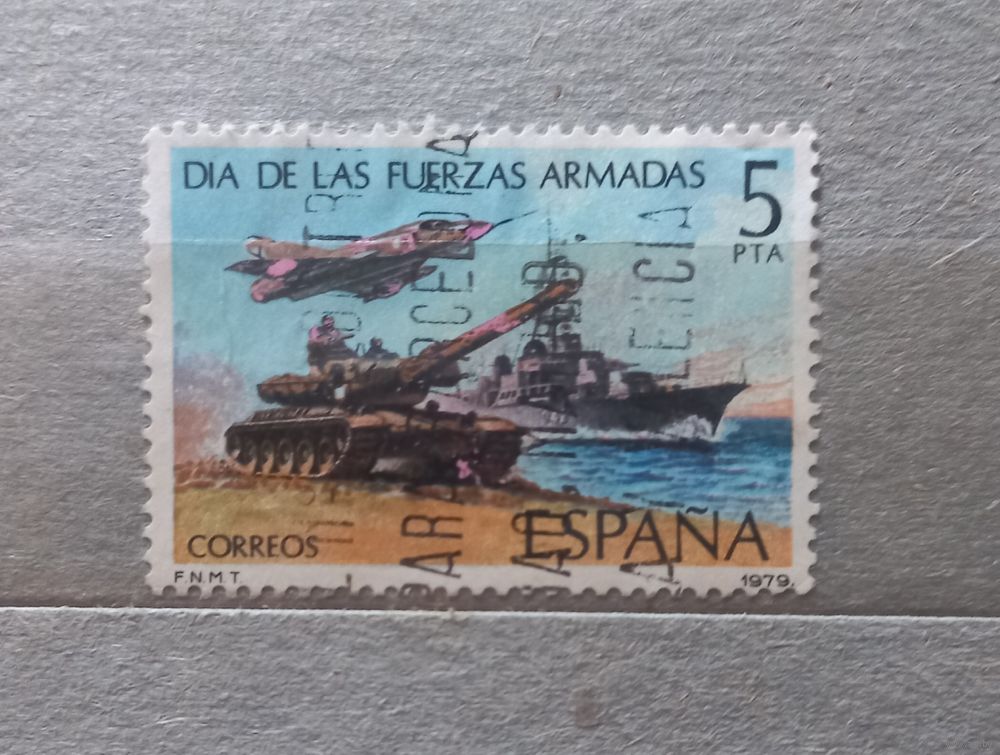 DIA DE LAS FUERZAS ARMADAS
5
PTA
CORREOS
ESPAÑA
F.N.M.T.
1979.